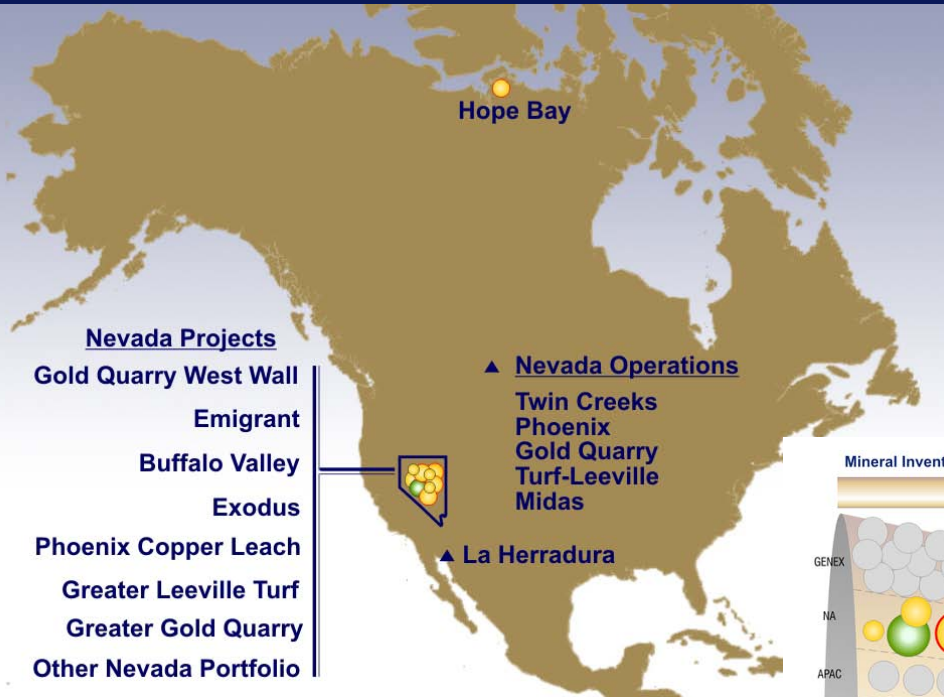 Hope Bay
Nevada Projects
Gold Quarry West Wall
Emigrant
Buffalo Valley
Exodus
Phoenix Copper Leach
Greater Leeville Turf
Greater Gold Quarry
Other Nevada Portfolio
Nevada Operations
Twin Creeks
Phoenix
Gold Quarry
Turf-Leeville
Midas
La Herradura
Mineral Invent
GENEX
NA
APAC